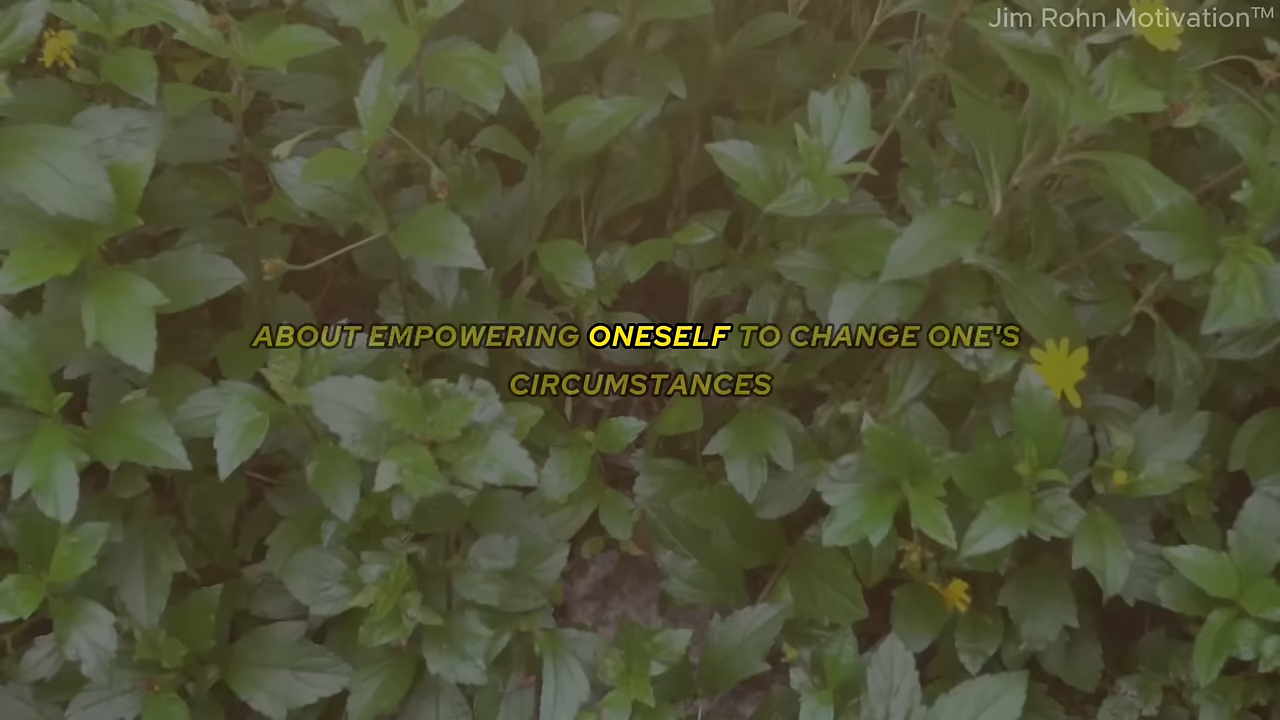 Jim Rohn Motivation™
ABOUT EMPOWERING ONESELF TO CHANGE ONE'S
CIRCUMSTANCES